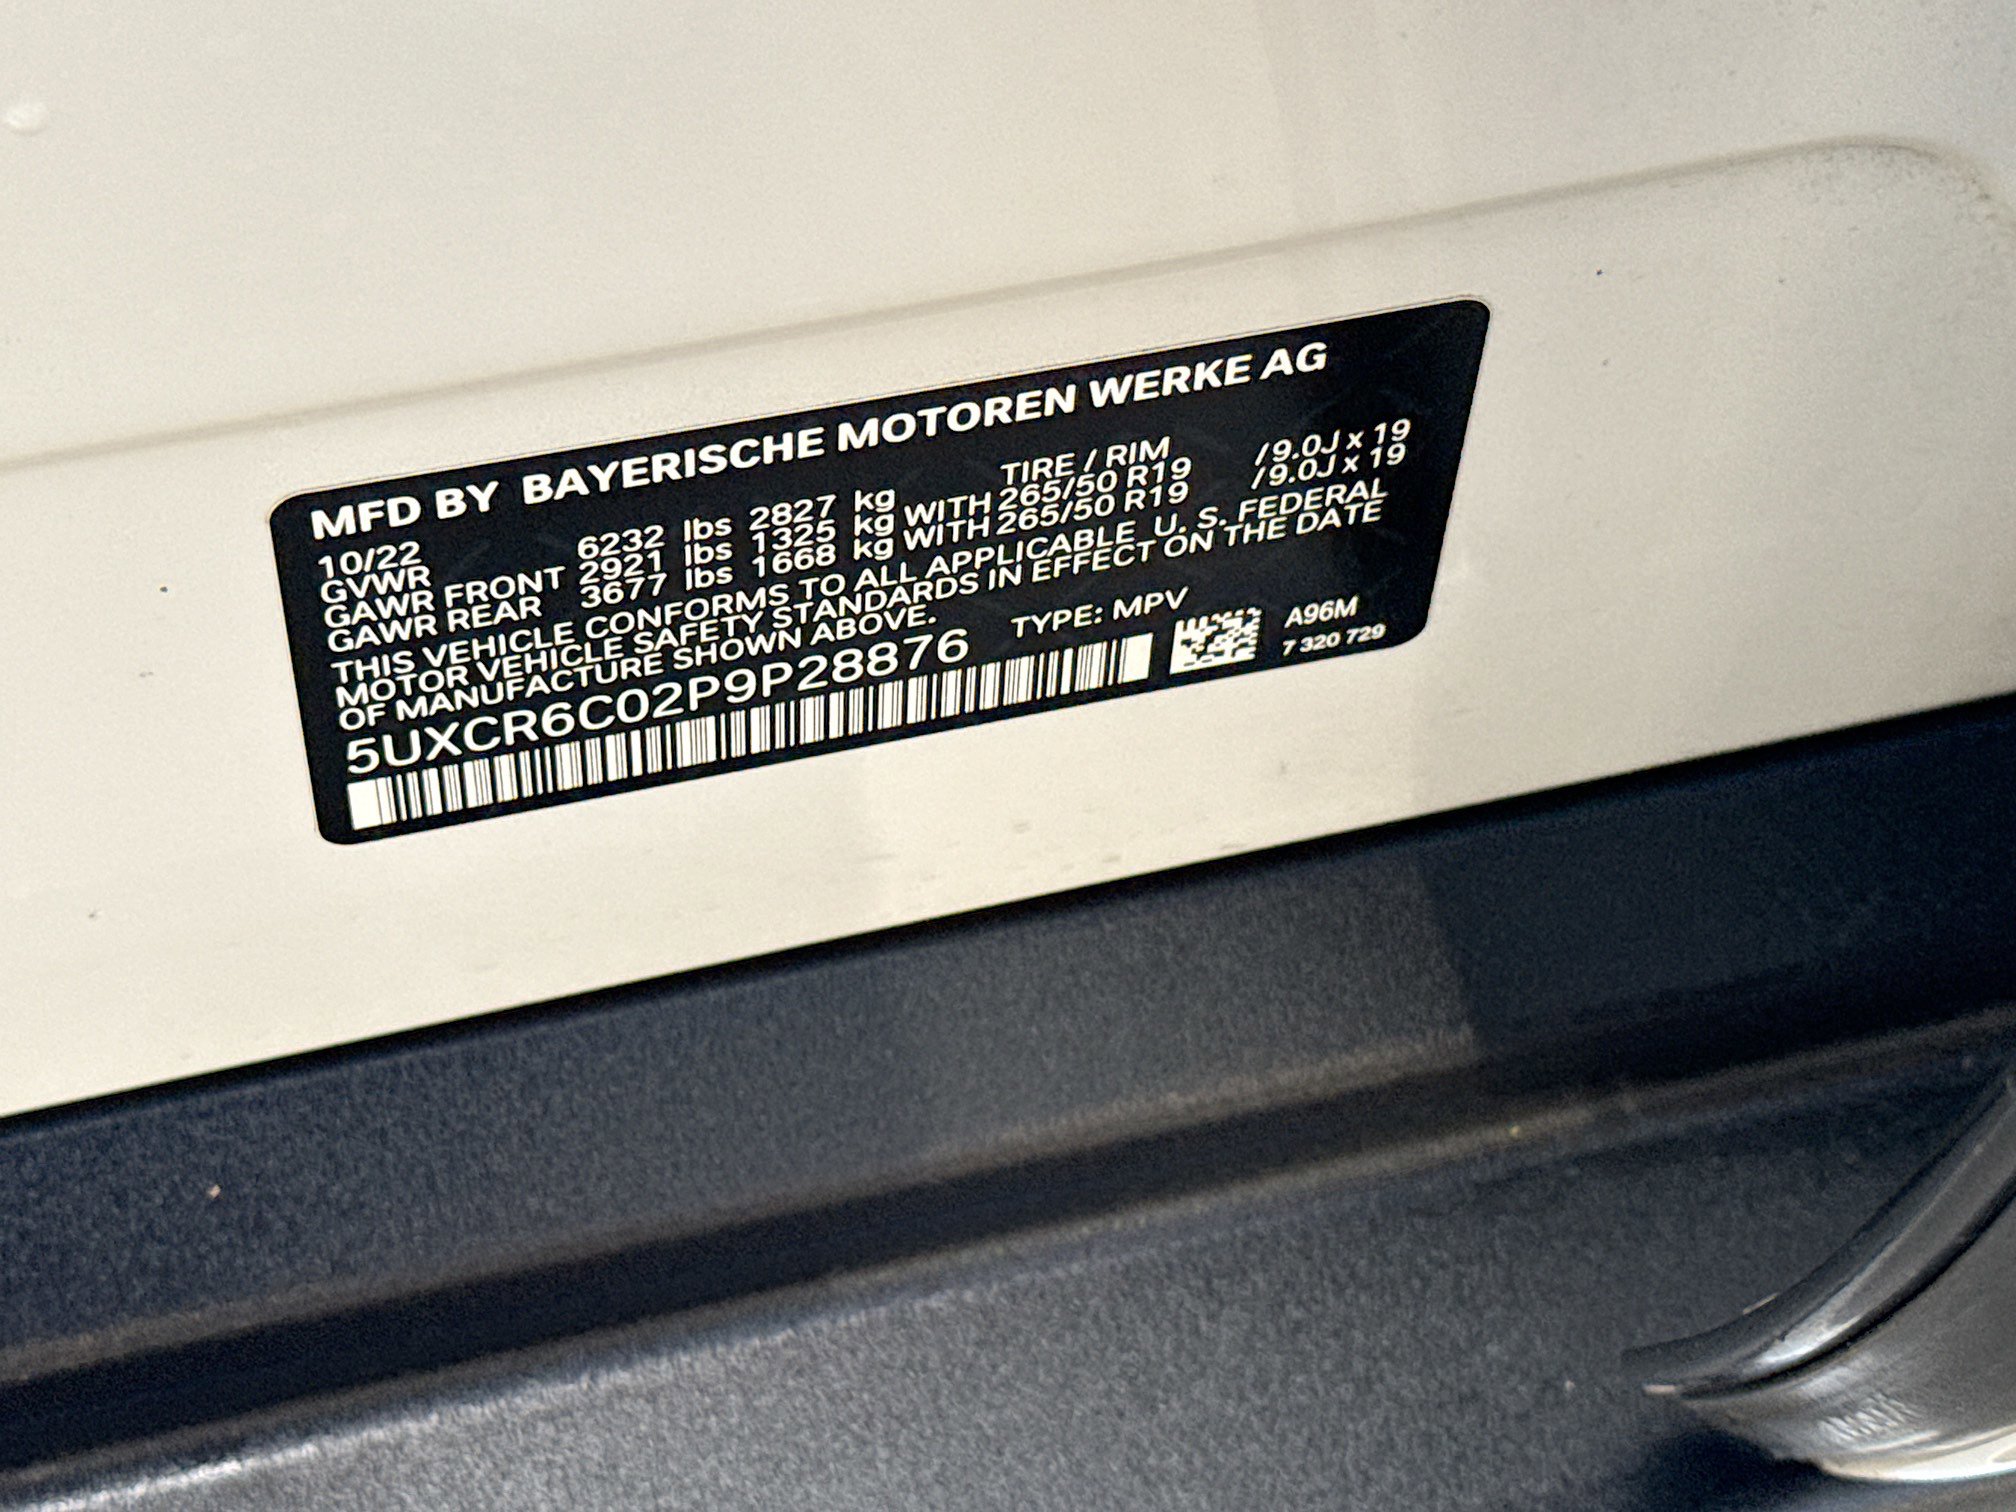 MFD BY BAYERISCHE MOTOREN WERKE AG
10/22 TIRE / RIM
GVWR 6232 lbs 2827 kg
GAWR FRONT 2921 lbs 1325 kg WITH 265/50 R19 /9.0J x 19
GAWR REAR 3677 lbs 1668 kg WITH 265/50 R19 /9.0J x 19
THIS VEHICLE CONFORMS TO ALL APPLICABLE U. S. FEDERAL
MOTOR VEHICLE SAFETY STANDARDS IN EFFECT ON THE DATE
OF MANUFACTURE SHOWN ABOVE.
5UXCR6C02P9P28876 TYPE: MPV
A96M
7 320 729